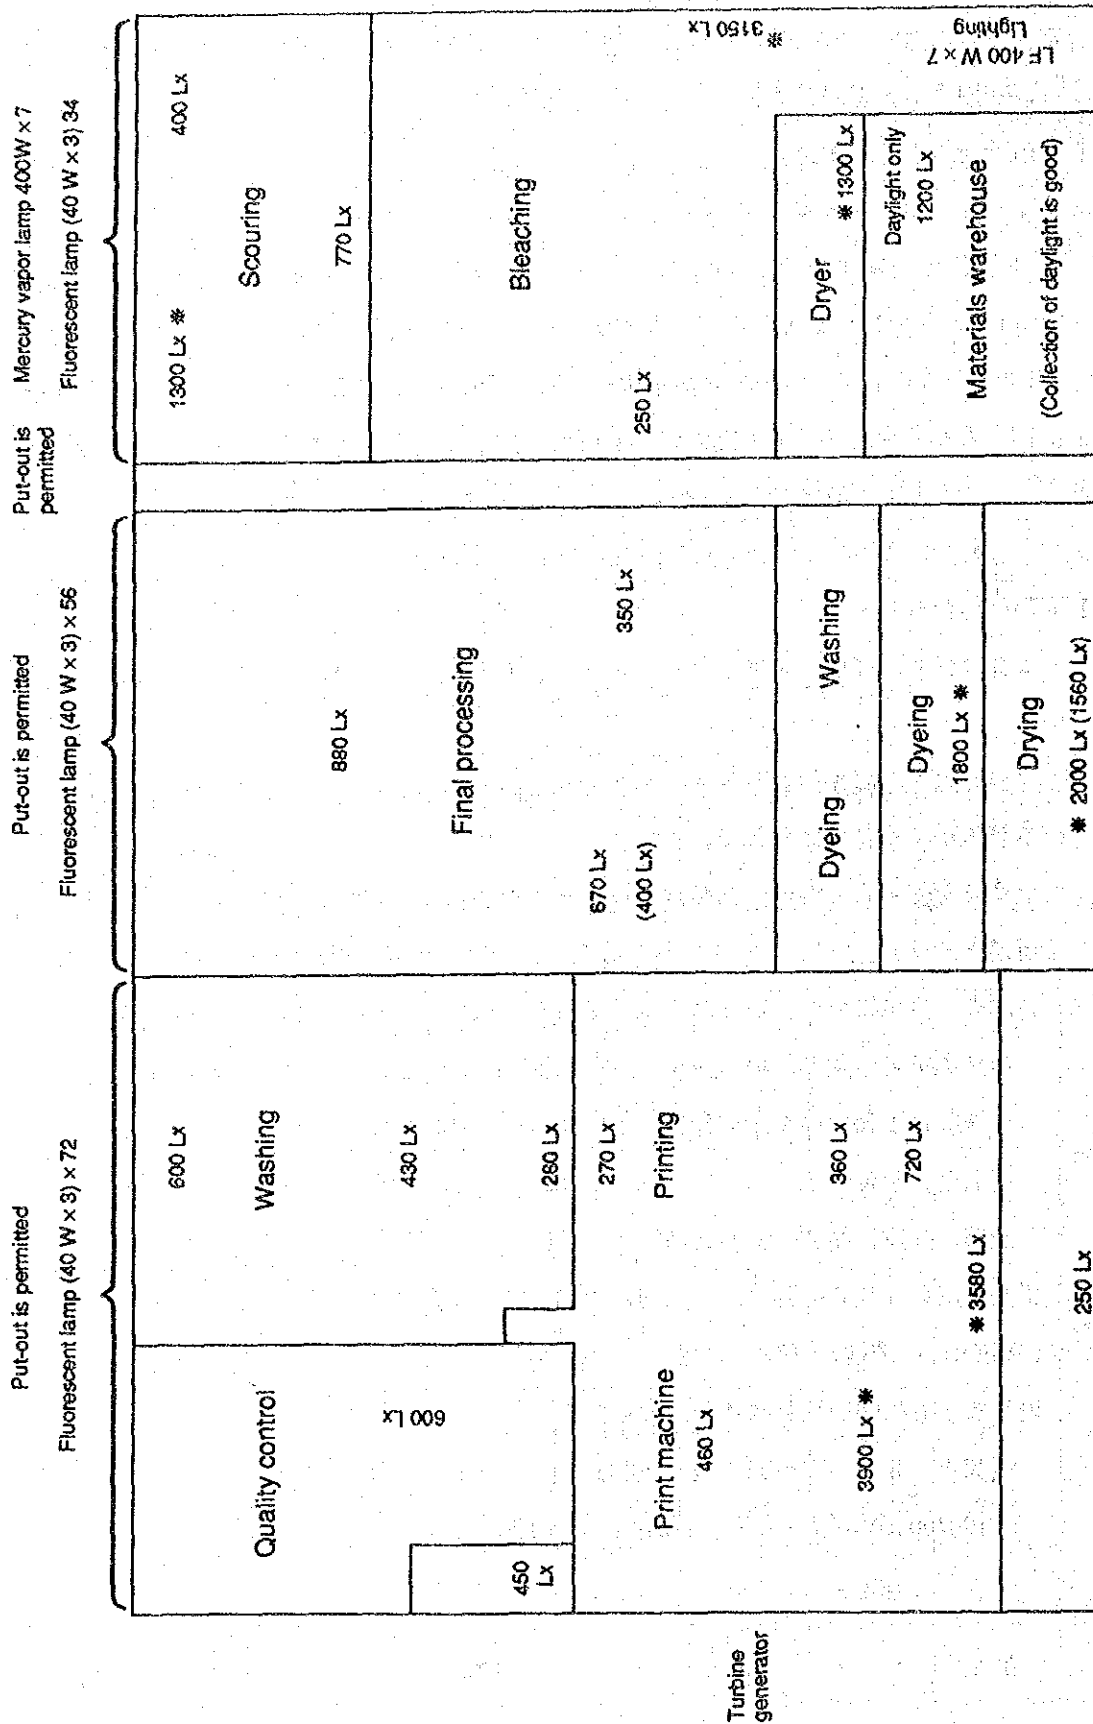 Put-out is permitted
Fluorescent lamp (40 W × 3) × 72
Put-out is permitted
Fluorescent lamp (40 W × 3) × 56
Put-out is
permitted
Mercury vapor lamp 400W × 7
Fluorescent lamp (40 W × 3) 34
Quality control
600 Lx
450
Lx
600 Lx
Washing
430 Lx
280 Lx
270 Lx
Printing
360 Lx
720 Lx
Print machine
460 Lx
3900 Lx ※
※ 3580 Lx
250 Lx
Turbine
generator
880 Lx
Final processing
350 Lx
670 Lx
(400 Lx)
Dyeing
Washing
Dyeing
1800 Lx ※
Drying
※ 2000 Lx (1560 Lx)
1300 Lx ※
400 Lx
Scouring
770 Lx
Bleaching
250 Lx
※ 3150 Lx
Dryer
※ 1300 Lx
Daylight only
1200 Lx
Materials warehouse
(Collection of daylight is good)
LF 400 W × 7
Lighting